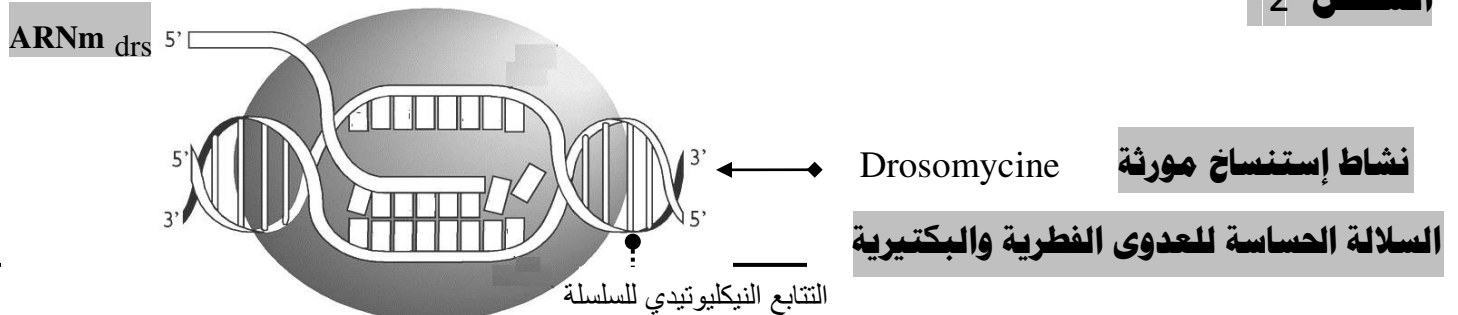 2
ARNm drs 5'
5' 3'
Drosomycine نشاط إستنساخ مورثة
3' 5'
السلالة الحساسة للعدوى الفطرية والبكتيرية
التتابع النيكليوتيدي للسلسلة